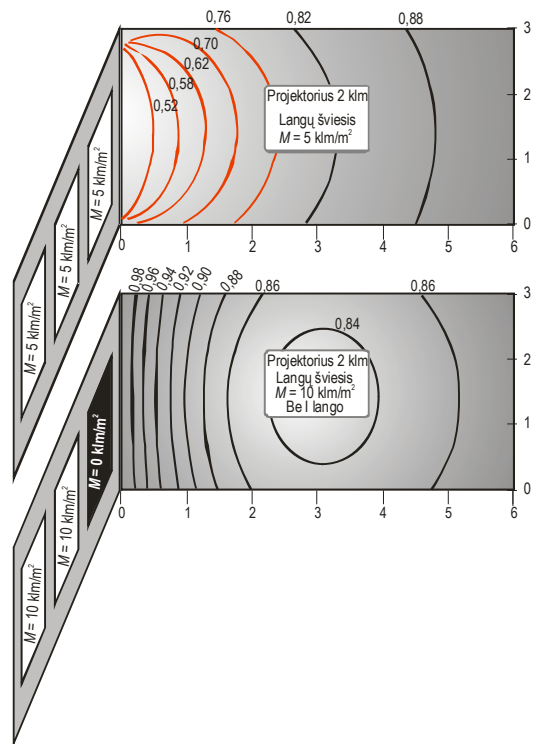 0,76
0,82
0,88
0,70
0,62
0,58
0,52
Projektorius 2 klm
Langų šviesis
M = 5 klm/m²
3
2
1
0
0
1
2
3
4
5
6
M = 5 klm/m²
M = 5 klm/m²
M = 5 klm/m²
0,98
0,96
0,94
0,92
0,90
0,88
0,86
0,86
0,84
Projektorius 2 klm
Langų šviesis
M = 10 klm/m²
Be I lango
3
2
1
0
0
1
2
3
4
5
6
M = 0 klm/m²
M = 10 klm/m²
M = 10 klm/m²